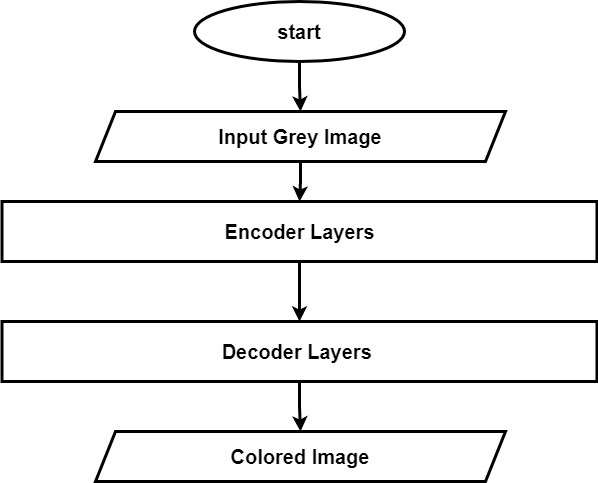 start
Input Grey Image
Encoder Layers
Decoder Layers
Colored Image